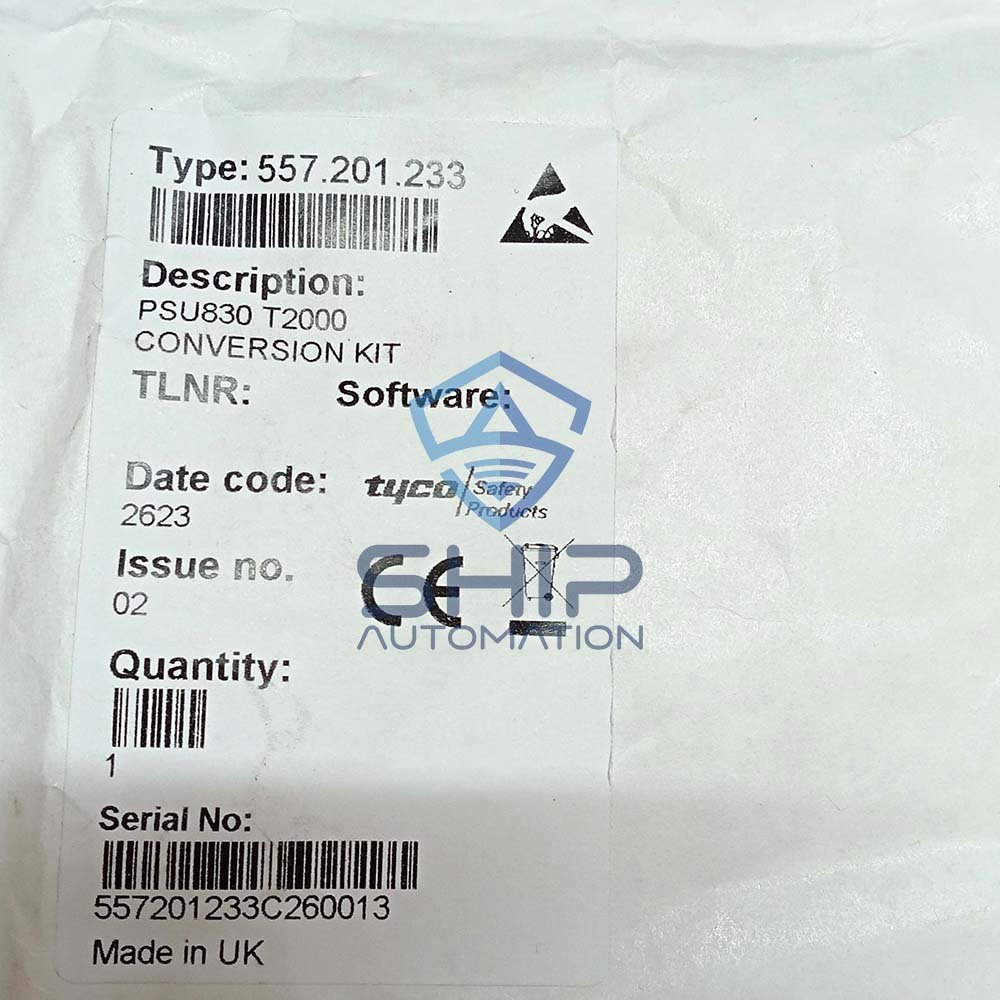 Type: 557.201.233
Description:
PSU830 T2000
CONVERSION KIT
TLNR: Software:
Date code:
2623
tyco Safety
Products
Issue no.
02
CE
SHIP
AUTOMATION
Quantity:
1
Serial No:
557201233C260013
Made in UK